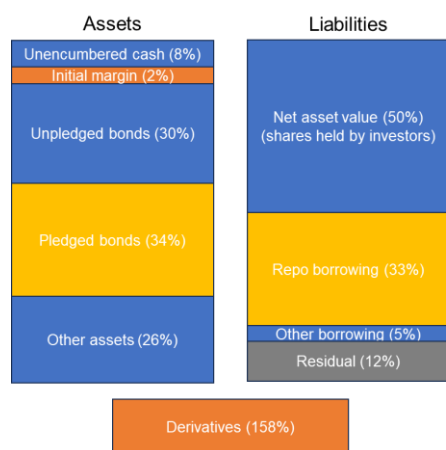 Assets
Unencumbered cash (8%)
Initial margin (2%)
Unpledged bonds (30%)
Pledged bonds (34%)
Other assets (26%)
Liabilities
Net asset value (50%)
(shares held by investors)
Repo borrowing (33%)
Other borrowing (5%)
Residual (12%)
Derivatives (158%)